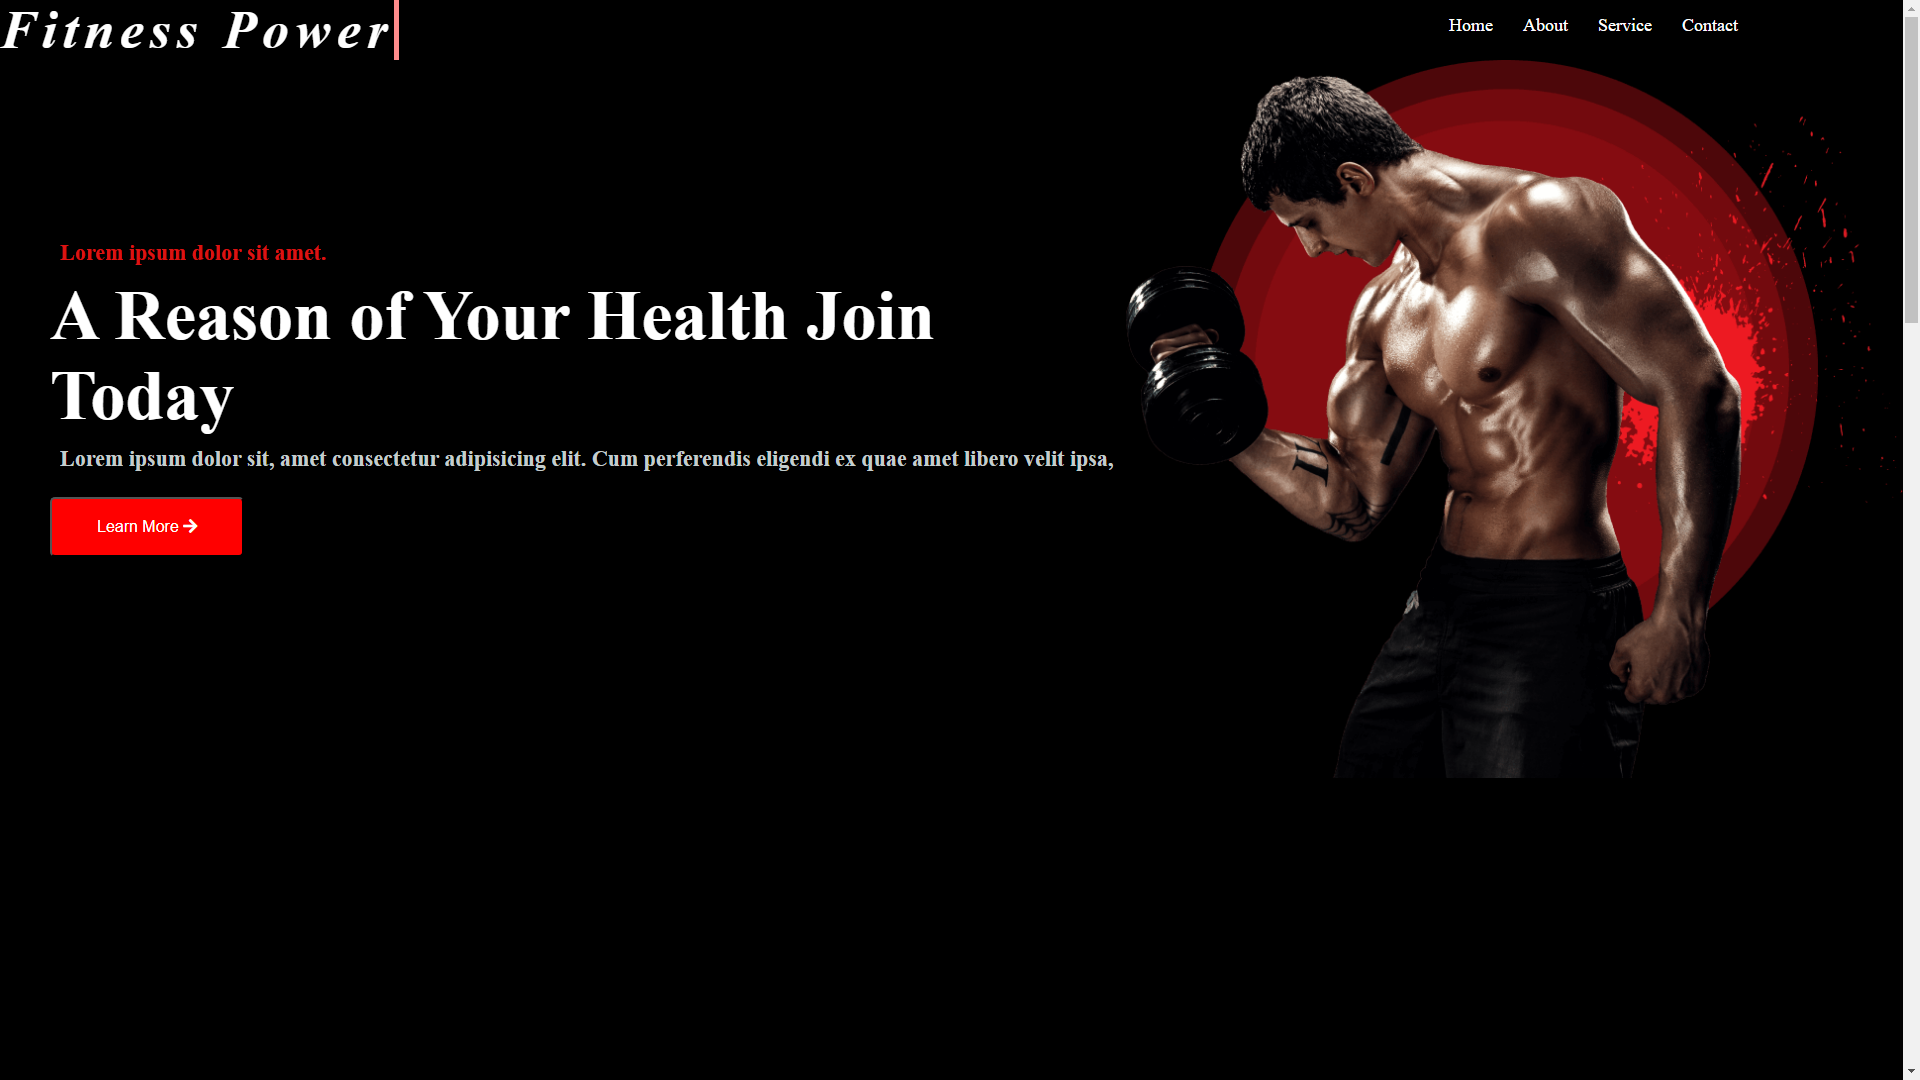 Fitness Power
Home About Service Contact
Lorem ipsum dolor sit amet.
A Reason of Your Health Join
Today
Lorem ipsum dolor sit, amet consectetur adipisicing elit. Cum perferendis eligendi ex quae amet libero velit ipsa,
Learn More